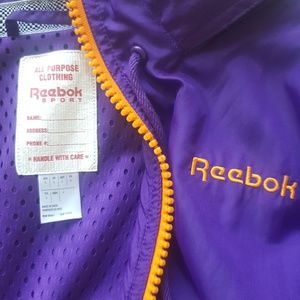 ALL PURPOSE
CLOTHING
Reebok
SPORT
NAME:
ADDRESS:
PHONE #:
* HANDLE WITH CARE *
Reebok